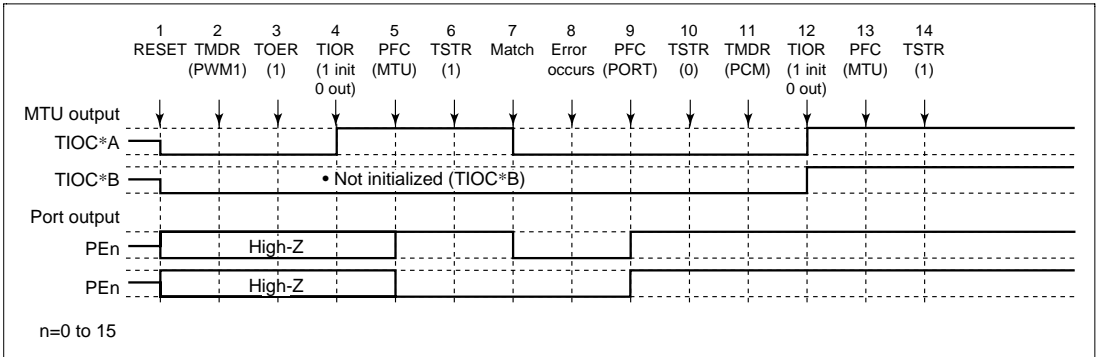 1 2 3 4 5 6 7 8 9 10 11 12 13 14
RESET TMDR TOER TIOR PFC TSTR Match Error PFC TSTR TMDR TIOR PFC TSTR
(PWM1) (1) (1 init (MTU) (1) occurs (PORT) (0) (PCM) (1 init (MTU) (1)
0 out) 0 out)
MTU output
TIOC*A
TIOC*B • Not initialized (TIOC*B)
Port output
PEn High-Z
PEn High-Z
n=0 to 15